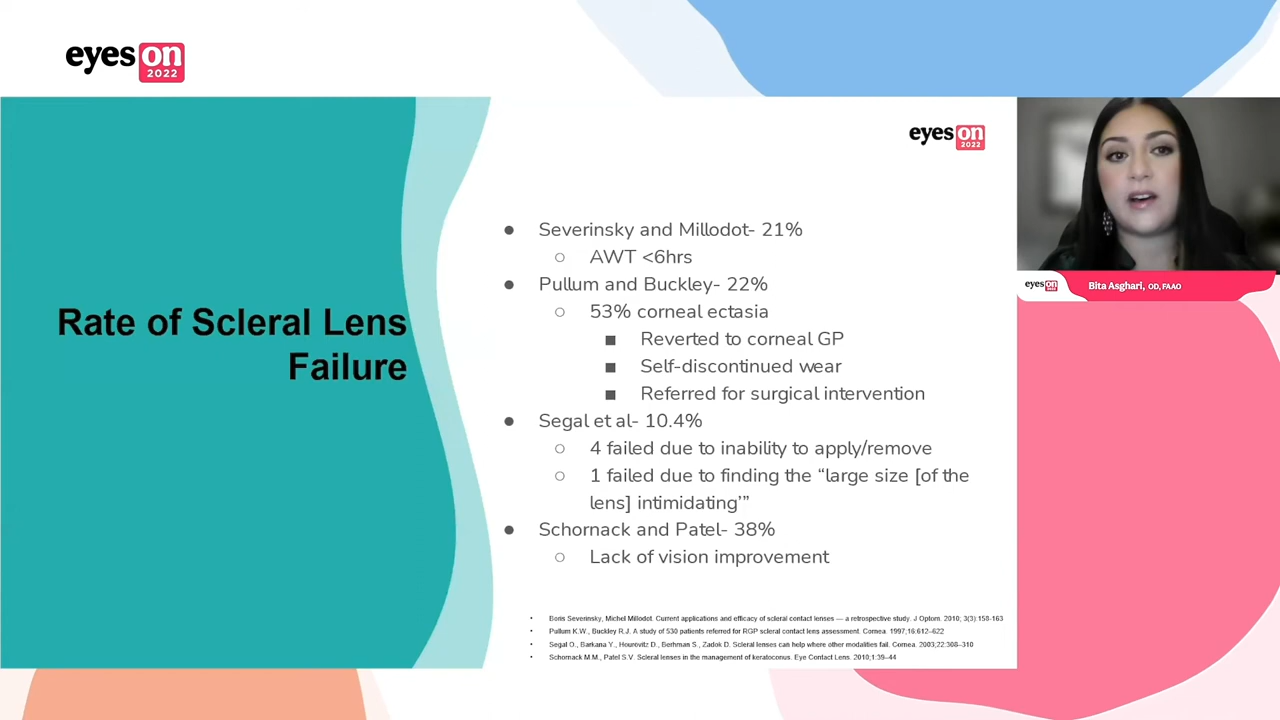 eyes on
2022
eyes on
2022
Rate of Scleral Lens
Failure
● Severinsky and Millodot- 21%
○ AWT <6hrs
● Pullum and Buckley- 22%
○ 53% corneal ectasia
■ Reverted to corneal GP
■ Self-discontinued wear
■ Referred for surgical intervention
● Segal et al- 10.4%
○ 4 failed due to inability to apply/remove
○ 1 failed due to finding the “large size [of the
lens] intimidating’”
● Schornack and Patel- 38%
○ Lack of vision improvement
• Boris Severinsky, Michel Millodot. Current applications and efficacy of scleral contact lenses — a retrospective study. J Optom. 2010; 3(3):158-163
• Pullum K.W., Buckley R.J. A study of 530 patients referred for RGP scleral contact lens assessment. Cornea. 1997;16:612–622
• Segal O., Barkana Y., Hourovitz D., Berhman S., Zadok D. Scleral lenses can help where other modalities fail. Cornea. 2003;22:308–310
• Schornack M.M., Patel S.V. Scleral lenses in the management of keratoconus. Eye Contact Lens. 2010;1:39–44
eyes on
2022
Bita Asghari, OD, FAAO